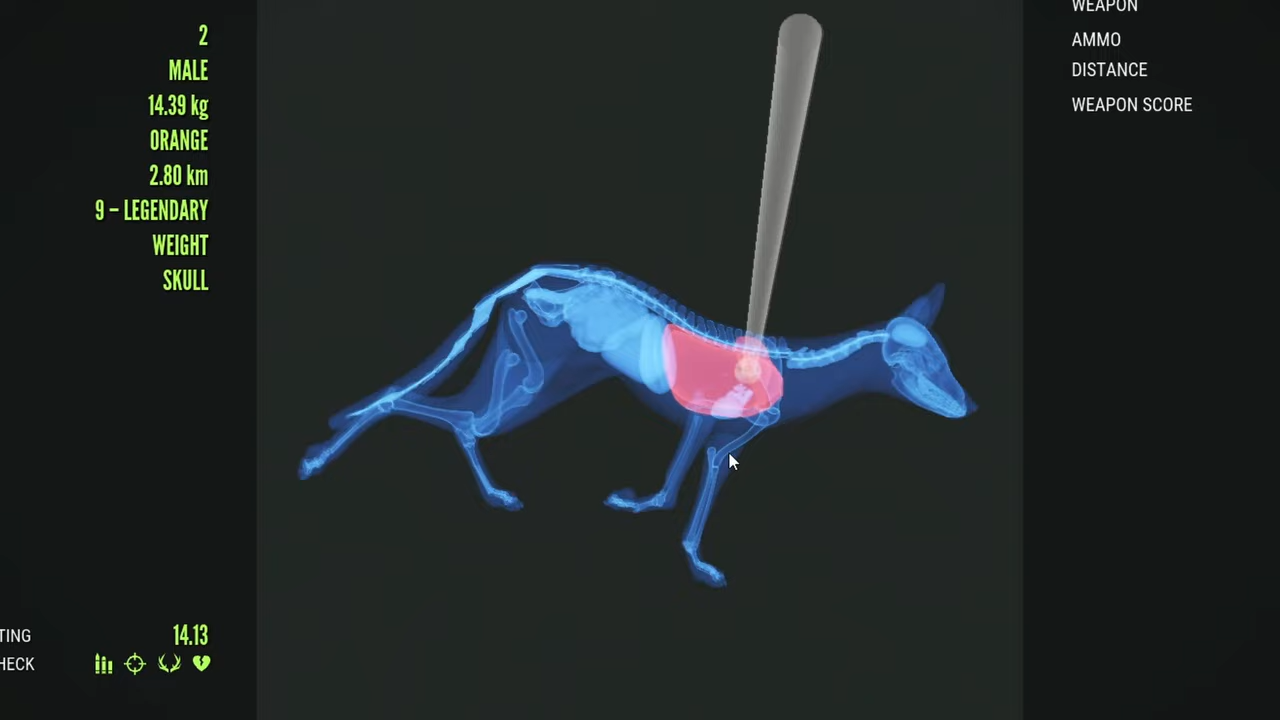 2
MALE
14.39 kg
ORANGE
2.80 km
9 – LEGENDARY
WEIGHT
SKULL
TING 14.13
HECK
WEAPON
AMMO
DISTANCE
WEAPON SCORE